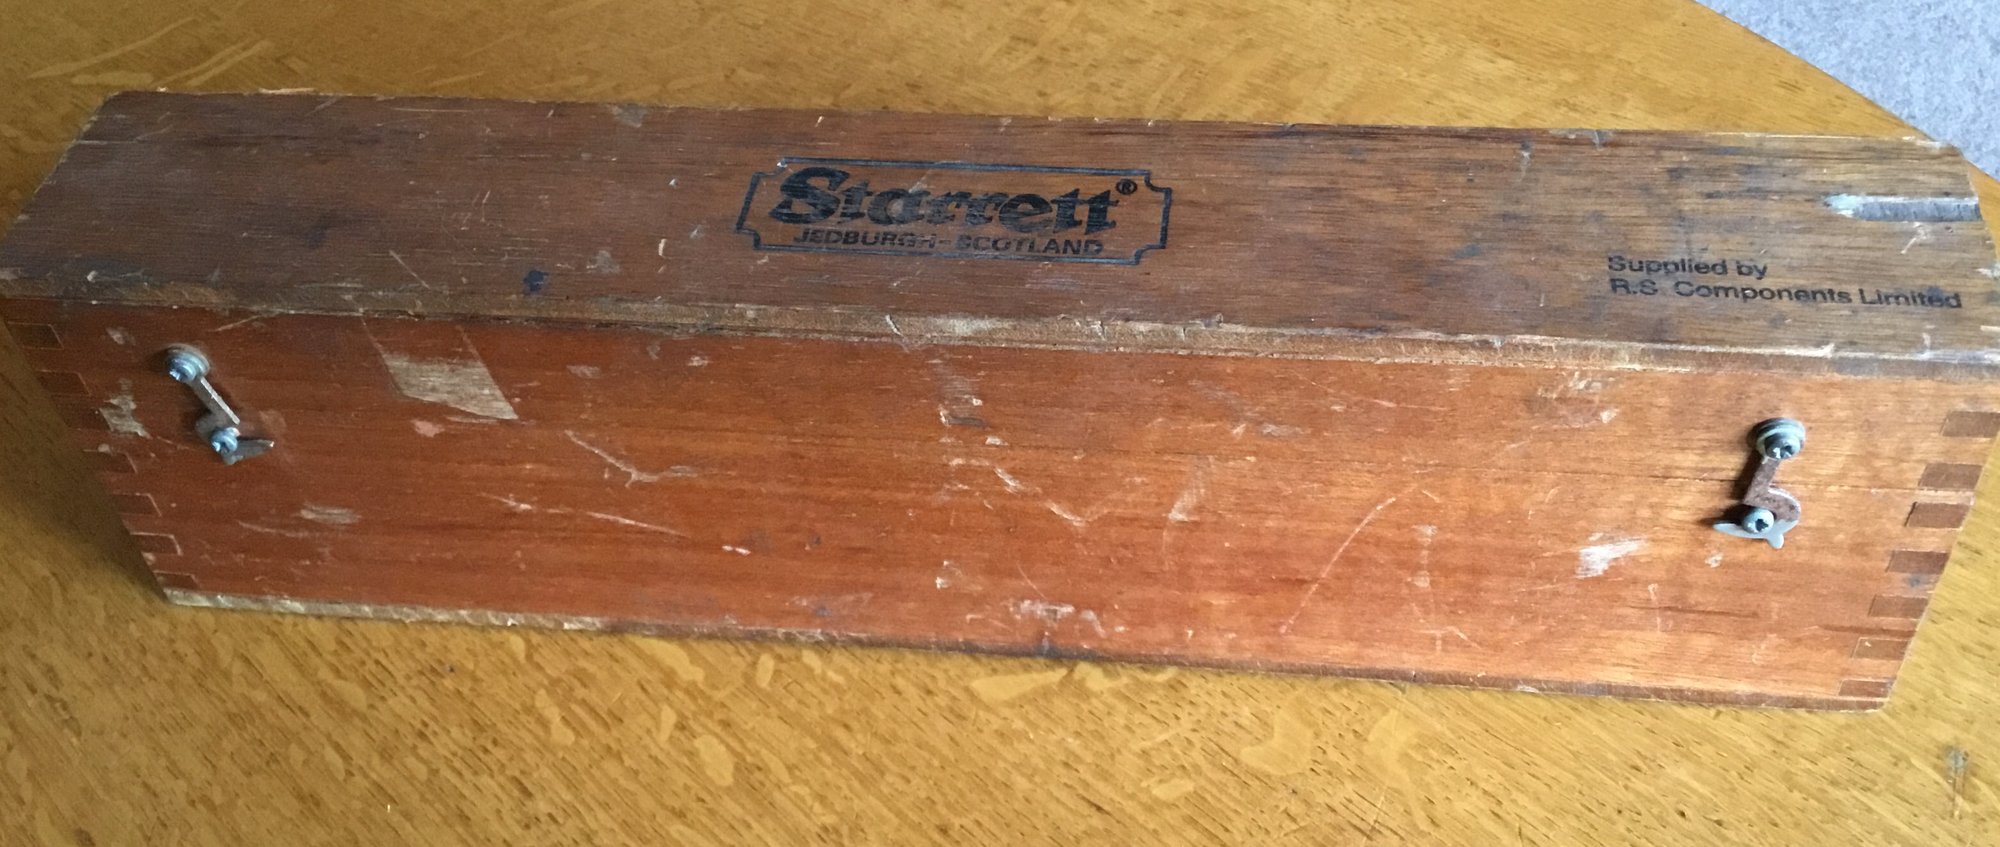 Starrett®
JEDBURGH-SCOTLAND
Supplied by
R.S. Components Limited